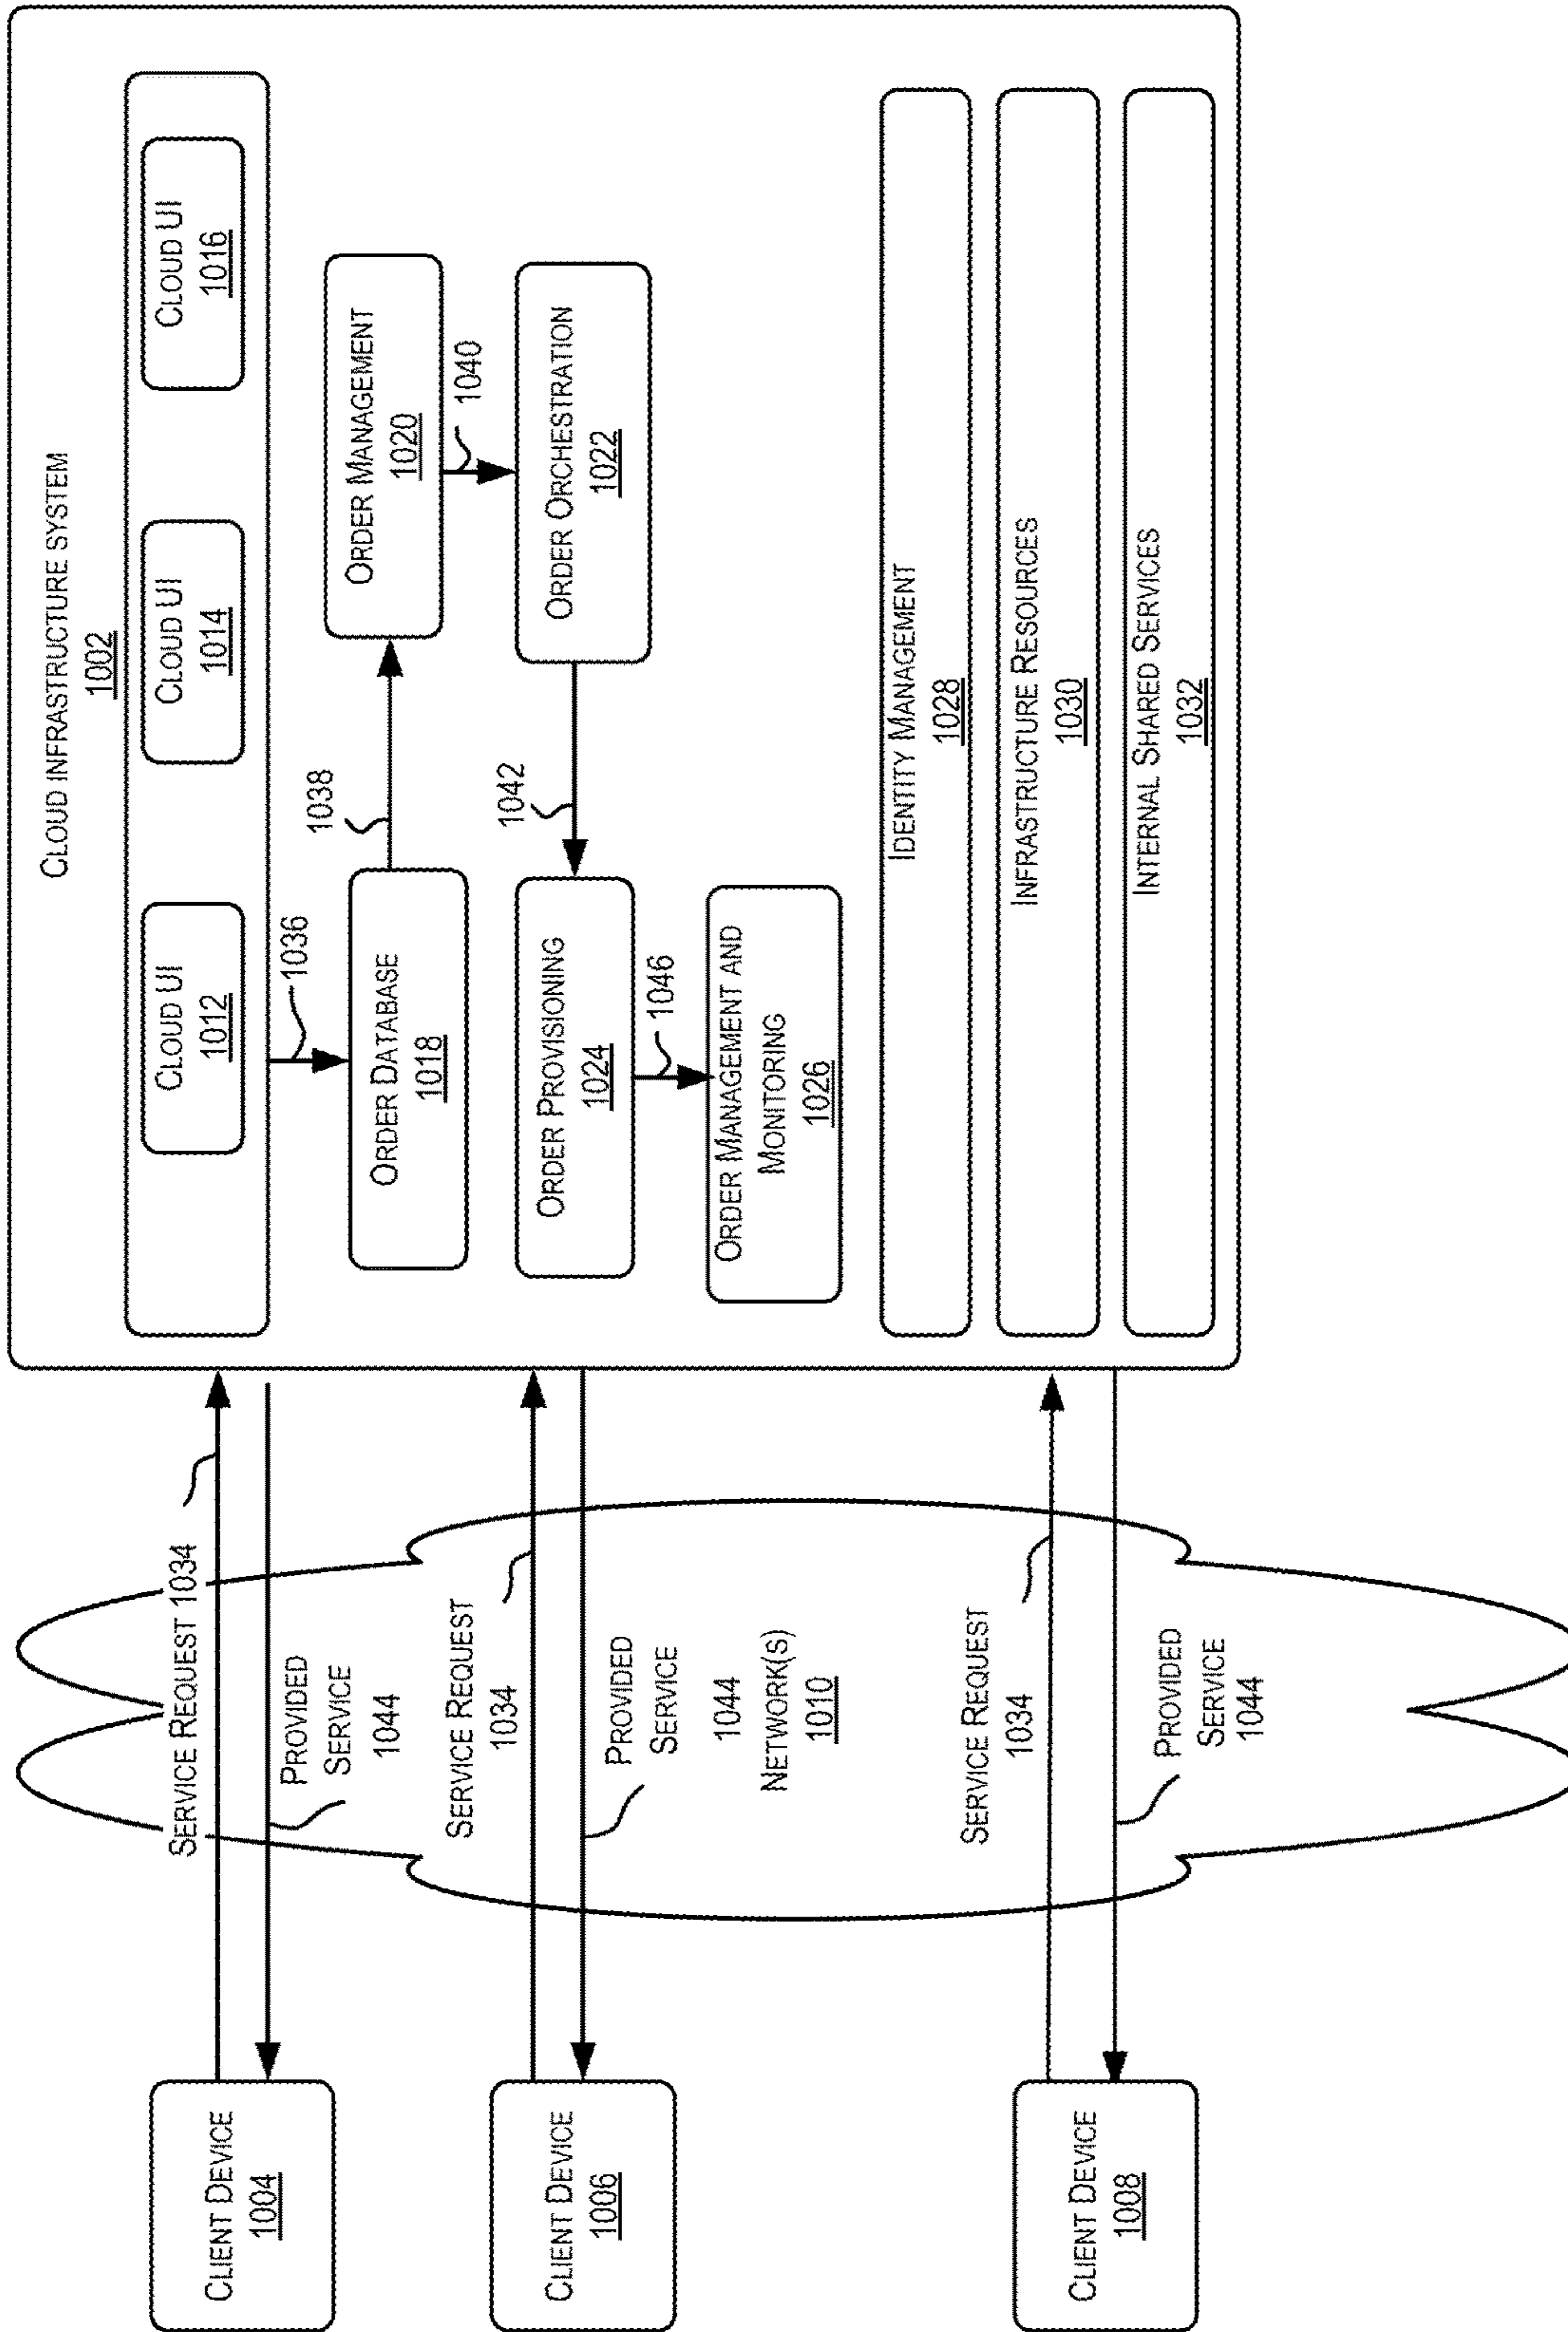 CLOUD INFRASTRUCTURE SYSTEM
1002
CLOUD UI
1012
CLOUD UI
1014
CLOUD UI
1016
1036
ORDER DATABASE
1018
1038
ORDER MANAGEMENT
1020
1040
ORDER ORCHESTRATION
1022
1042
ORDER PROVISIONING
1024
1046
ORDER MANAGEMENT AND
MONITORING
1026
IDENTITY MANAGEMENT
1028
INFRASTRUCTURE RESOURCES
1030
INTERNAL SHARED SERVICES
1032
SERVICE REQUEST 1034
PROVIDED
SERVICE
1044
SERVICE REQUEST
1034
PROVIDED
SERVICE
1044
NETWORK(S)
1010
SERVICE REQUEST
1034
PROVIDED
SERVICE
1044
CLIENT DEVICE
1004
CLIENT DEVICE
1006
CLIENT DEVICE
1008